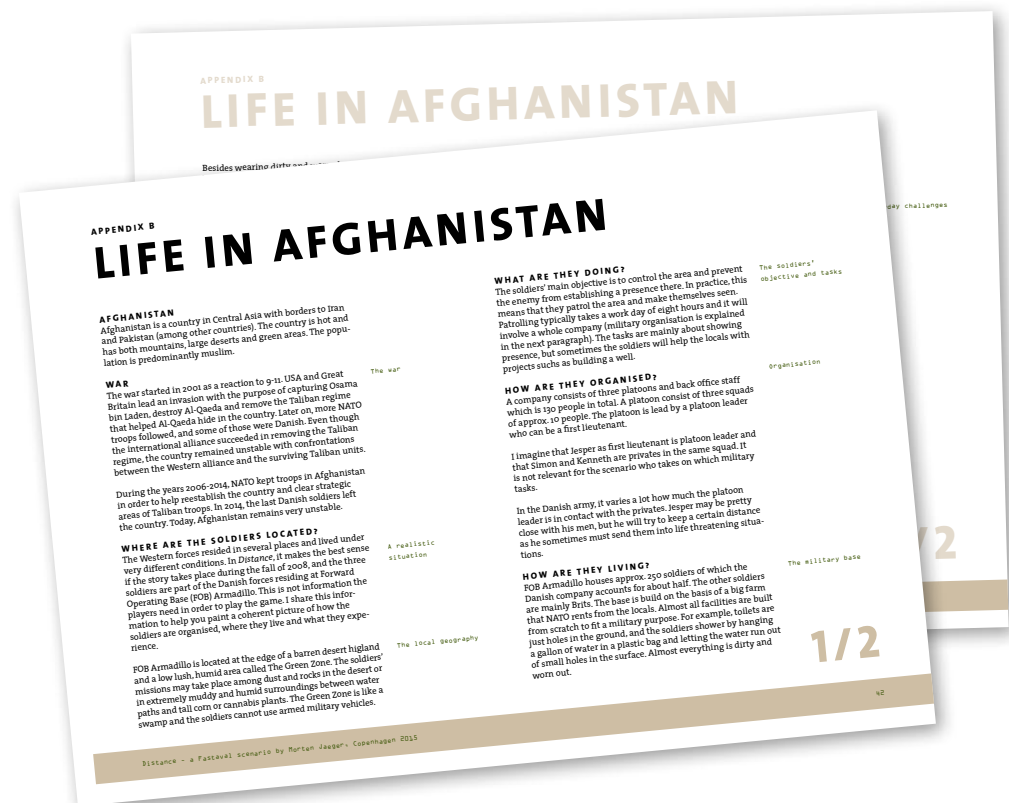 APPENDIX B
LIFE IN AFGHANISTAN
Besides wearing dirty and
day challenges
/2
APPENDIX B
LIFE IN AFGHANISTAN
AFGHANISTAN
Afghanistan is a country in Central Asia with borders to Iran
and Pakistan (among other countries). The country is hot and
has both mountains, large deserts and green areas. The popu-
lation is predominantly muslim.
WAR
The war started in 2001 as a reaction to 9-11. USA and Great
Britain lead an invasion with the purpose of capturing Osama
bin Laden, destroy Al-Qaeda and remove the Taliban regime
that helped Al-Qaeda hide in the country. Later on, more NATO
troops followed, and some of those were Danish. Even though
the international alliance succeeded in removing the Taliban
regime, the country remained unstable with confrontations
between the Western alliance and the surviving Taliban units.
The war
During the years 2006-2014, NATO kept troops in Afghanistan
in order to help reestablish the country and clear strategic
areas of Taliban troops. In 2014, the last Danish soldiers left
the country. Today, Afghanistan remains very unstable.
WHERE ARE THE SOLDIERS LOCATED?
The Western forces resided in several places and lived under
very different conditions. In Distance, it makes the best sense
if the story takes place during the fall of 2008, and the three
soldiers are part of the Danish forces residing at Forward
Operating Base (FOB) Armadillo. This is not information the
players need in order to play the game. I share this infor-
mation to help you paint a coherent picture of how the
soldiers are organised, where they live and what they expe-
rience.
A realistic
situation
FOB Armadillo is located at the edge of a barren desert higland
and a low lush, humid area called The Green Zone. The soldiers'
missions may take place among dust and rocks in the desert or
in extremely muddy and humid surroundings between water
paths and tall corn or cannabis plants. The Green Zone is like a
swamp and the soldiers cannot use armed military vehicles.
The local geography
WHAT ARE THEY DOING?
The soldiers' main objective is to control the area and prevent
the enemy from establishing a presence there. In practice, this
means that they patrol the area and make themselves seen.
Patrolling typically takes a work day of eight hours and it will
involve a whole company (military organisation is explained
in the next paragraph). The tasks are mainly about showing
presence, but sometimes the soldiers will help the locals with
projects suchs as building a well.
The soldiers'
objective and tasks
HOW ARE THEY ORGANISED?
A company consists of three platoons and back office staff
which is 130 people in total. A platoon consist of three squads
of approx. 10 people. The platoon is lead by a platoon leader
who can be a first lieutenant.
Organisation
I imagine that Jesper as first lieutenant is platoon leader and
that Simon and Kenneth are privates in the same squad. It
is not relevant for the scenario who takes on which military
tasks.
In the Danish army, it varies a lot how much the platoon
leader is in contact with the privates. Jesper may be pretty
close with his men, but he will try to keep a certain distance
as he sometimes must send them into life threatening situa-
tions.
HOW ARE THEY LIVING?
FOB Armadillo houses approx. 250 soldiers of which the
Danish company accounts for about half. The other soldiers
are mainly Brits. The base is build on the basis of a big farm
that NATO rents from the locals. Almost all facilities are built
from scratch to fit a military purpose. For example, toilets are
just holes in the ground, and the soldiers shower by hanging
a gallon of water in a plastic bag and letting the water run out
of small holes in the surface. Almost everything is dirty and
worn out.
The military base
1/2
Distance - a Fastaval scenario by Morten Jaeger, Copenhagen 2015
42